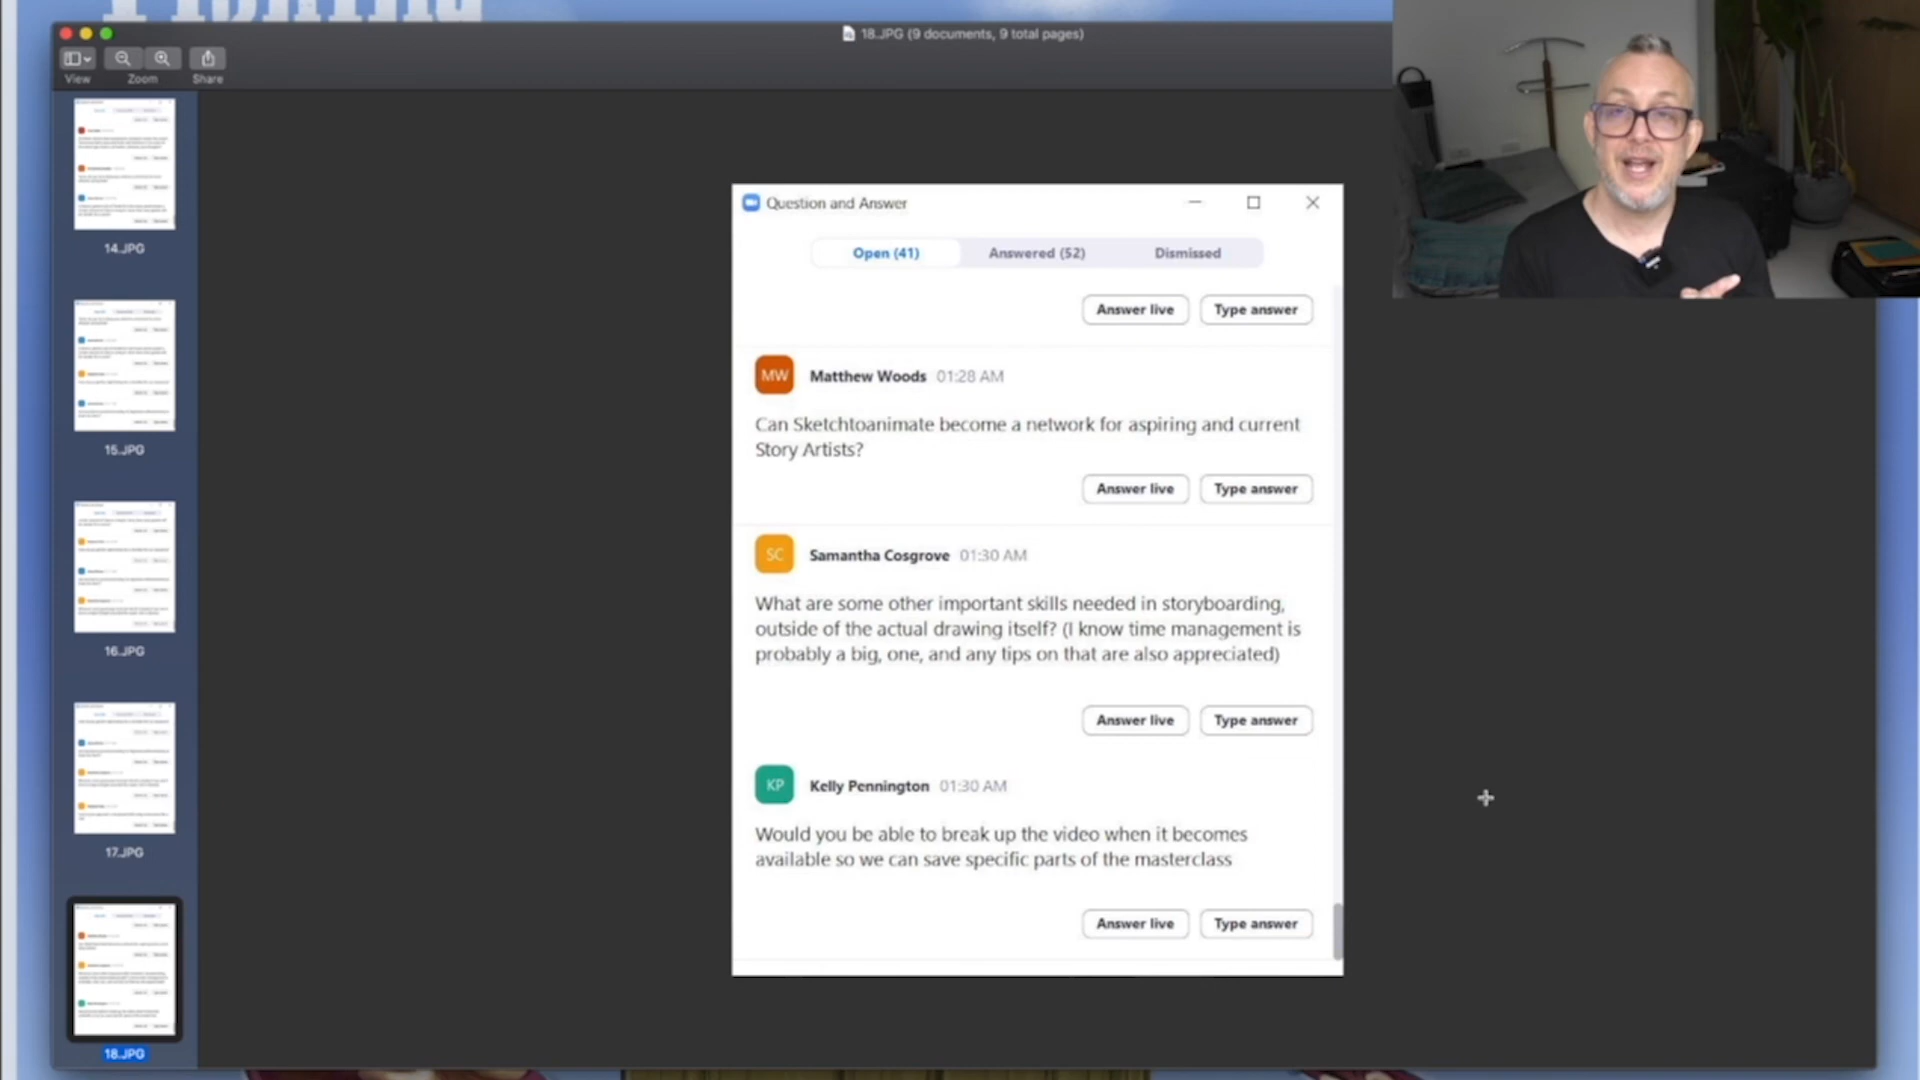 18.JPG (9 documents, 9 total pages)
View
Zoom
Share
14.JPG
15.JPG
16.JPG
17.JPG
18.JPG
Question and Answer
Open (41)
Answered (52)
Dismissed
Answer live
Type answer
MW
Matthew Woods 01:28 AM
Can Sketchtoanimate become a network for aspiring and current
Story Artists?
Answer live
Type answer
SC
Samantha Cosgrove 01:30 AM
What are some other important skills needed in storyboarding,
outside of the actual drawing itself? (I know time management is
probably a big, one, and any tips on that are also appreciated)
Answer live
Type answer
KP
Kelly Pennington 01:30 AM
Would you be able to break up the video when it becomes
available so we can save specific parts of the masterclass
Answer live
Type answer